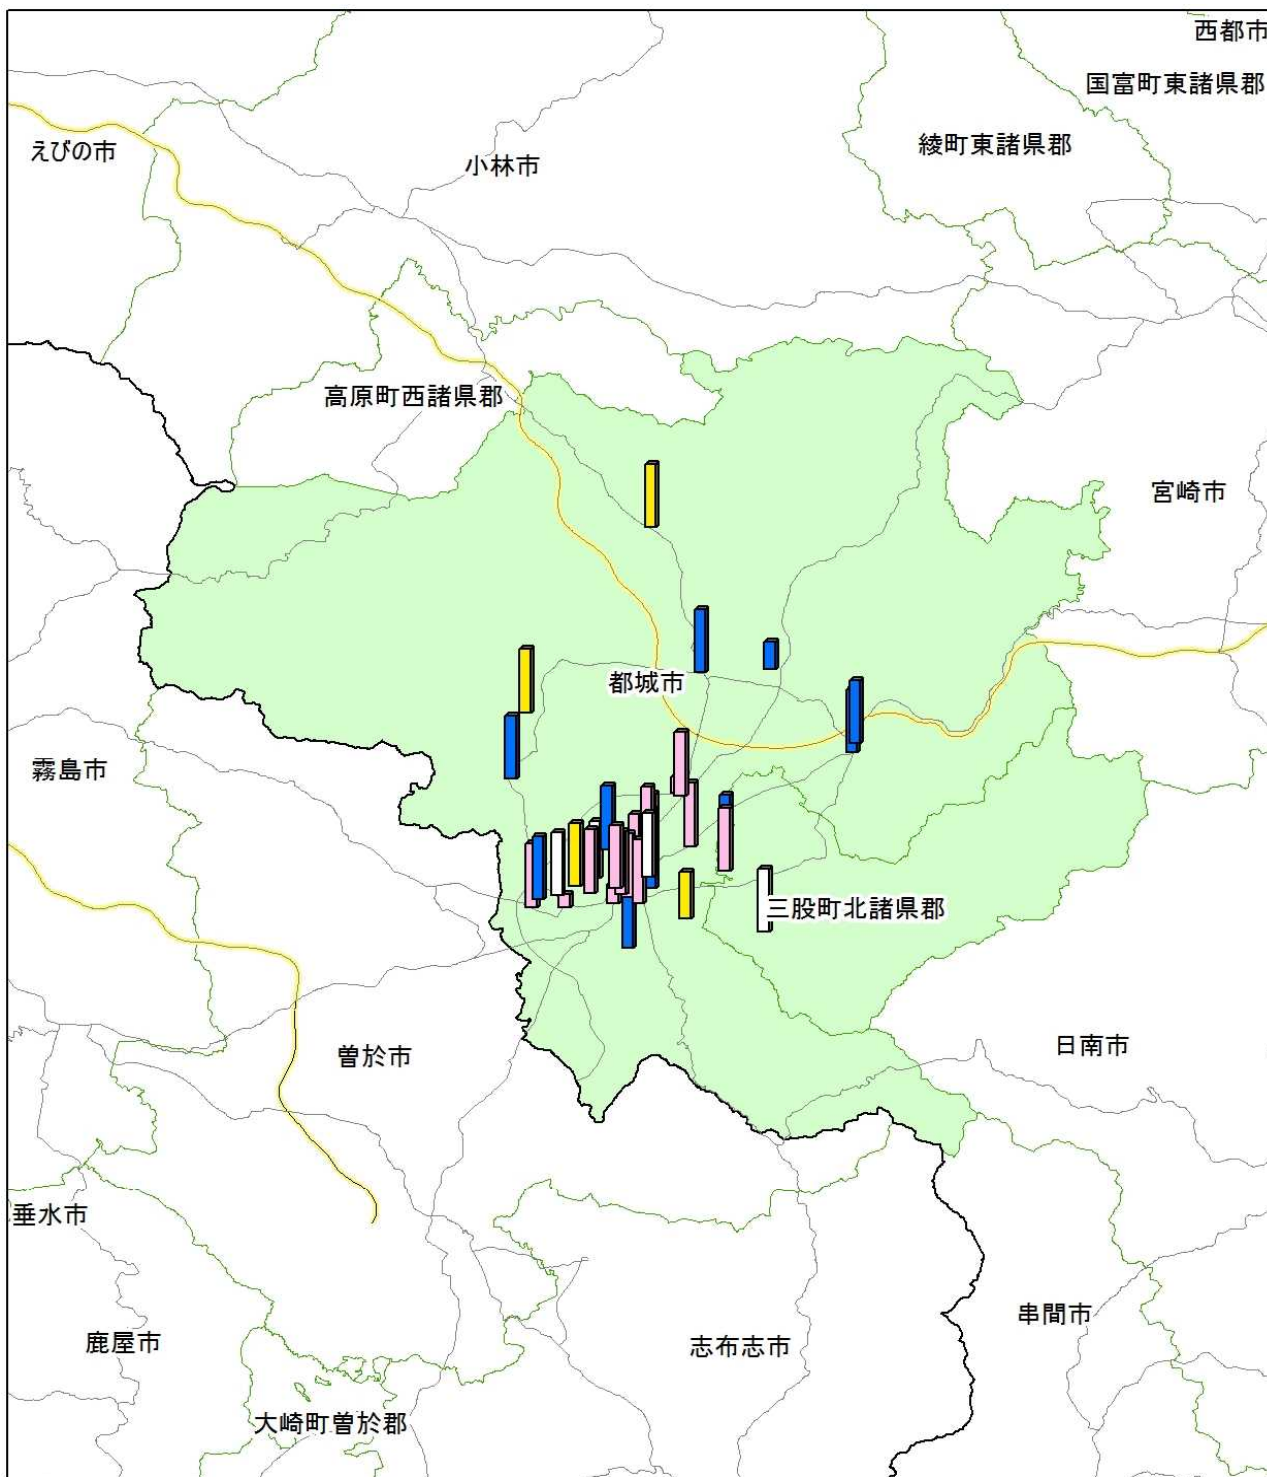 西都市
国富町東諸県郡
綾町東諸県郡
えびの市
小林市
高原町西諸県郡
宮崎市
都城市
霧島市
三股町北諸県郡
日南市
曽於市
垂水市
串間市
鹿屋市
志布志市
大崎町曽於郡